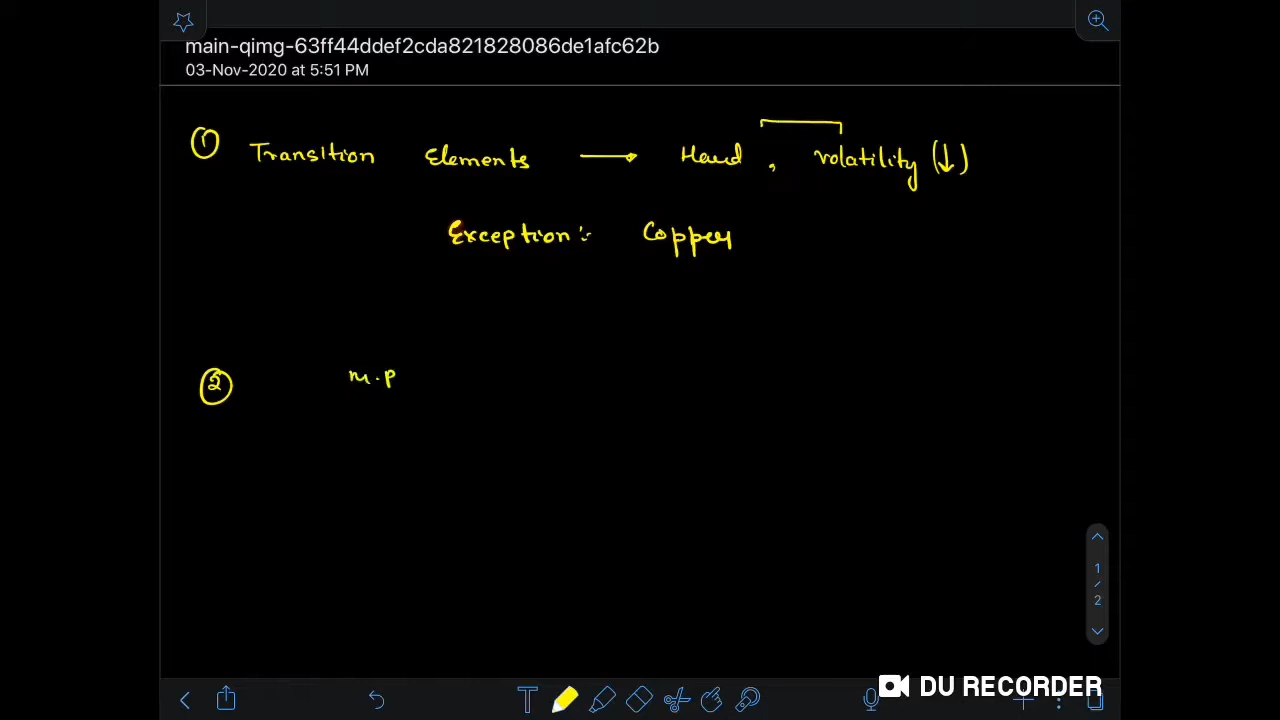 main-qimg-63ff44ddef2cda821828086de1afc62b
03-Nov-2020 at 5:51 PM
① Transition Elements → Hard, volatility (↓)
Exception:- Copper
② m.p
1
/
2
T
DU RECORDER